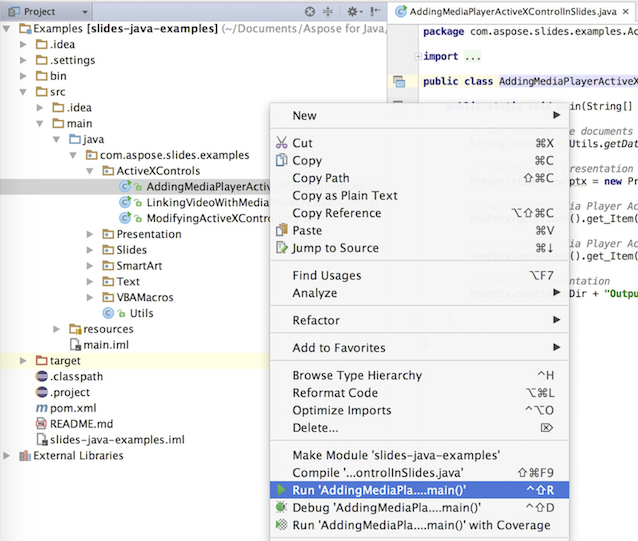 Project
AddingMediaPlayerActiveXControlInSlides.java ×
Examples [slides-java-examples] (~/Documents/Aspose for Java/
.idea
.settings
bin
src
.idea
main
java
com.aspose.slides.examples
ActiveXControls
AddingMediaPlayerActiv
LinkingVideoWithMedia
ModifyingActiveXContro
Presentation
Slides
SmartArt
Text
VBAMacros
Utils
resources
main.iml
target
.classpath
.project
pom.xml
README.md
slides-java-examples.iml
External Libraries
package com.aspose.slides.examples.Ac
import ...
public class AddingMediaPlayerActiveX
in(String[]
e documents
Utils.getDat
resentation
ptx = new Pr
dia Player Ac
().get_Item(
dia Player Ac
().get_Item(
ntation
Dir + "Outpu
New
Cut ⌘X
Copy ⌘C
Copy Path ⇧⌘C
Copy as Plain Text
Copy Reference ⌥⇧⌘C
Paste ⌘V
Jump to Source ⌘↓
Find Usages ⌥F7
Analyze
Refactor
Add to Favorites
Browse Type Hierarchy ^H
Reformat Code ⌥⌘L
Optimize Imports ^⌥O
Delete... ⌦
Make Module 'slides-java-examples'
Compile '...ontrolInSlides.java' ⇧⌘F9
Run 'AddingMediaPla....main()' ^⇧R
Debug 'AddingMediaPla....main()' ^⇧D
Run 'AddingMediaPla....main()' with Coverage